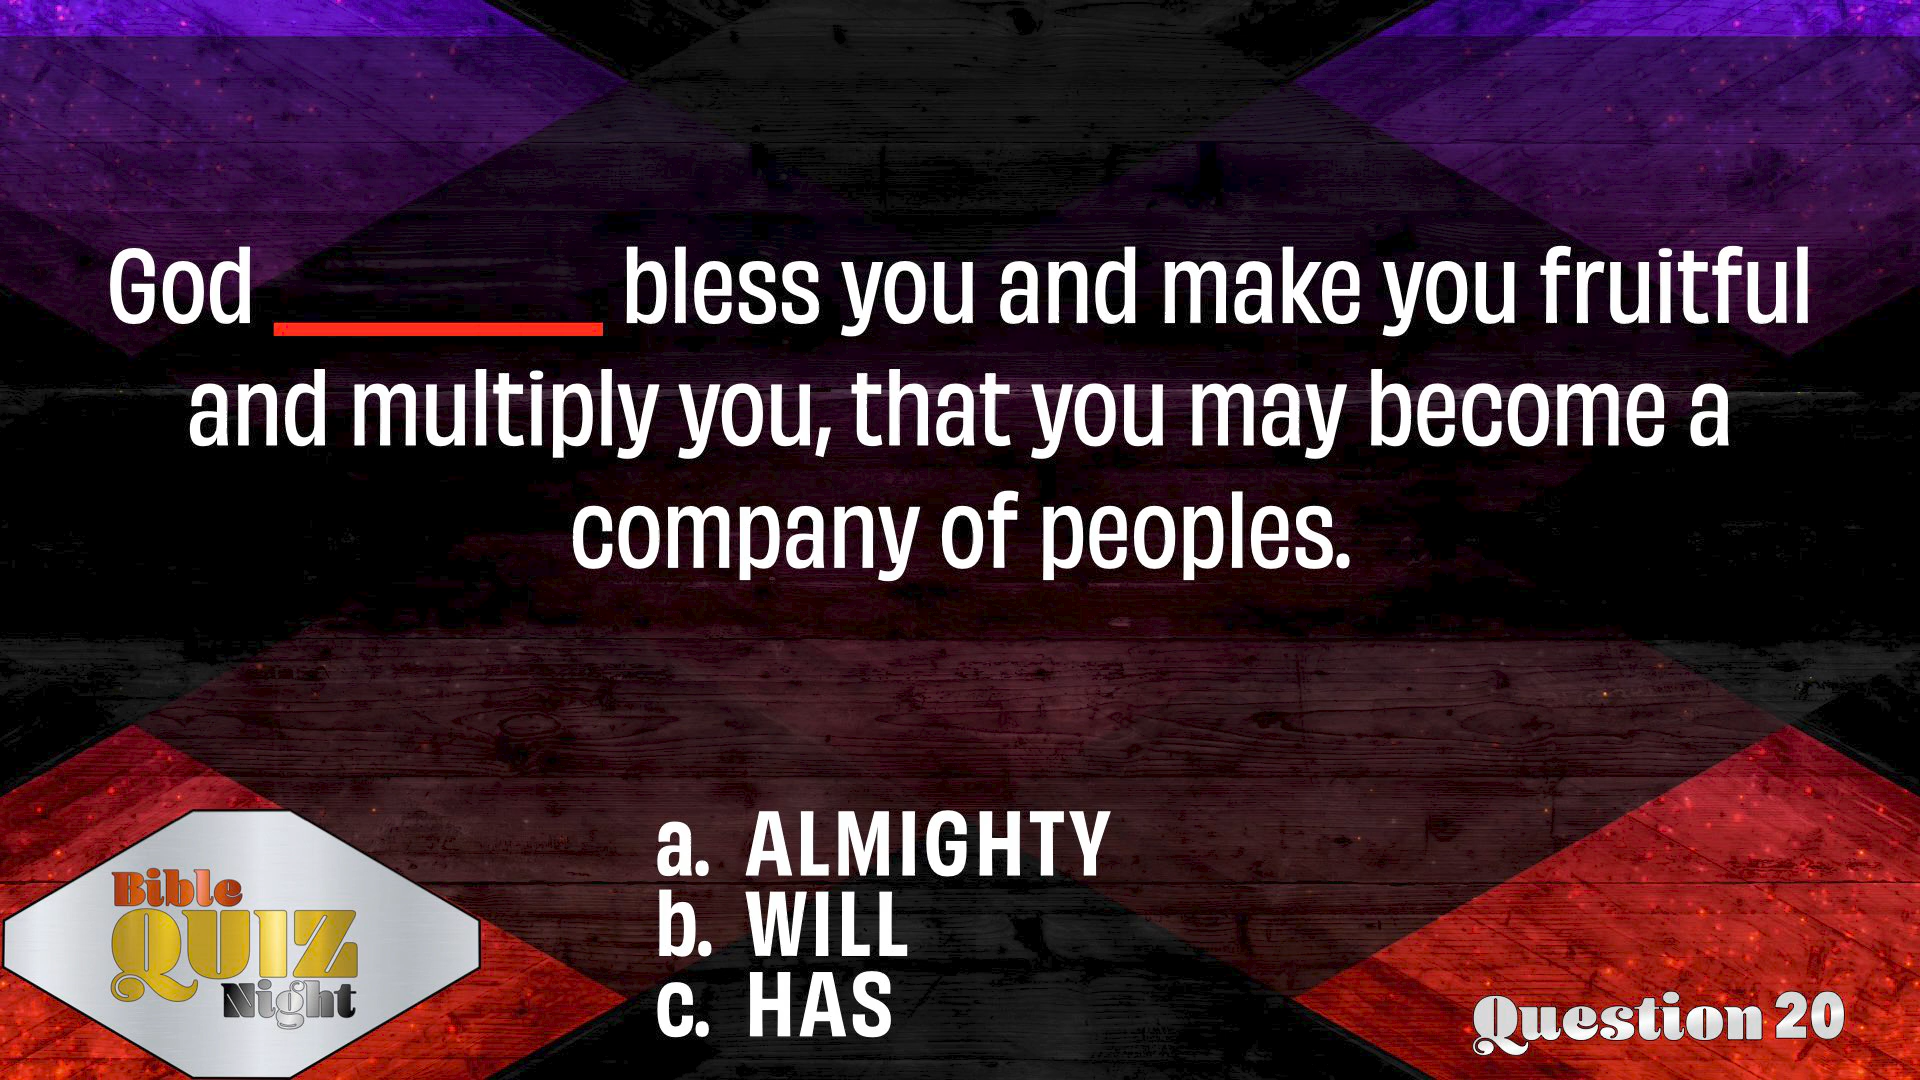 God ________ bless you and make you fruitful
and multiply you, that you may become a
company of peoples.
a. ALMIGHTY
b. WILL
c. HAS
Bible
QUIZ
Night
Question 20